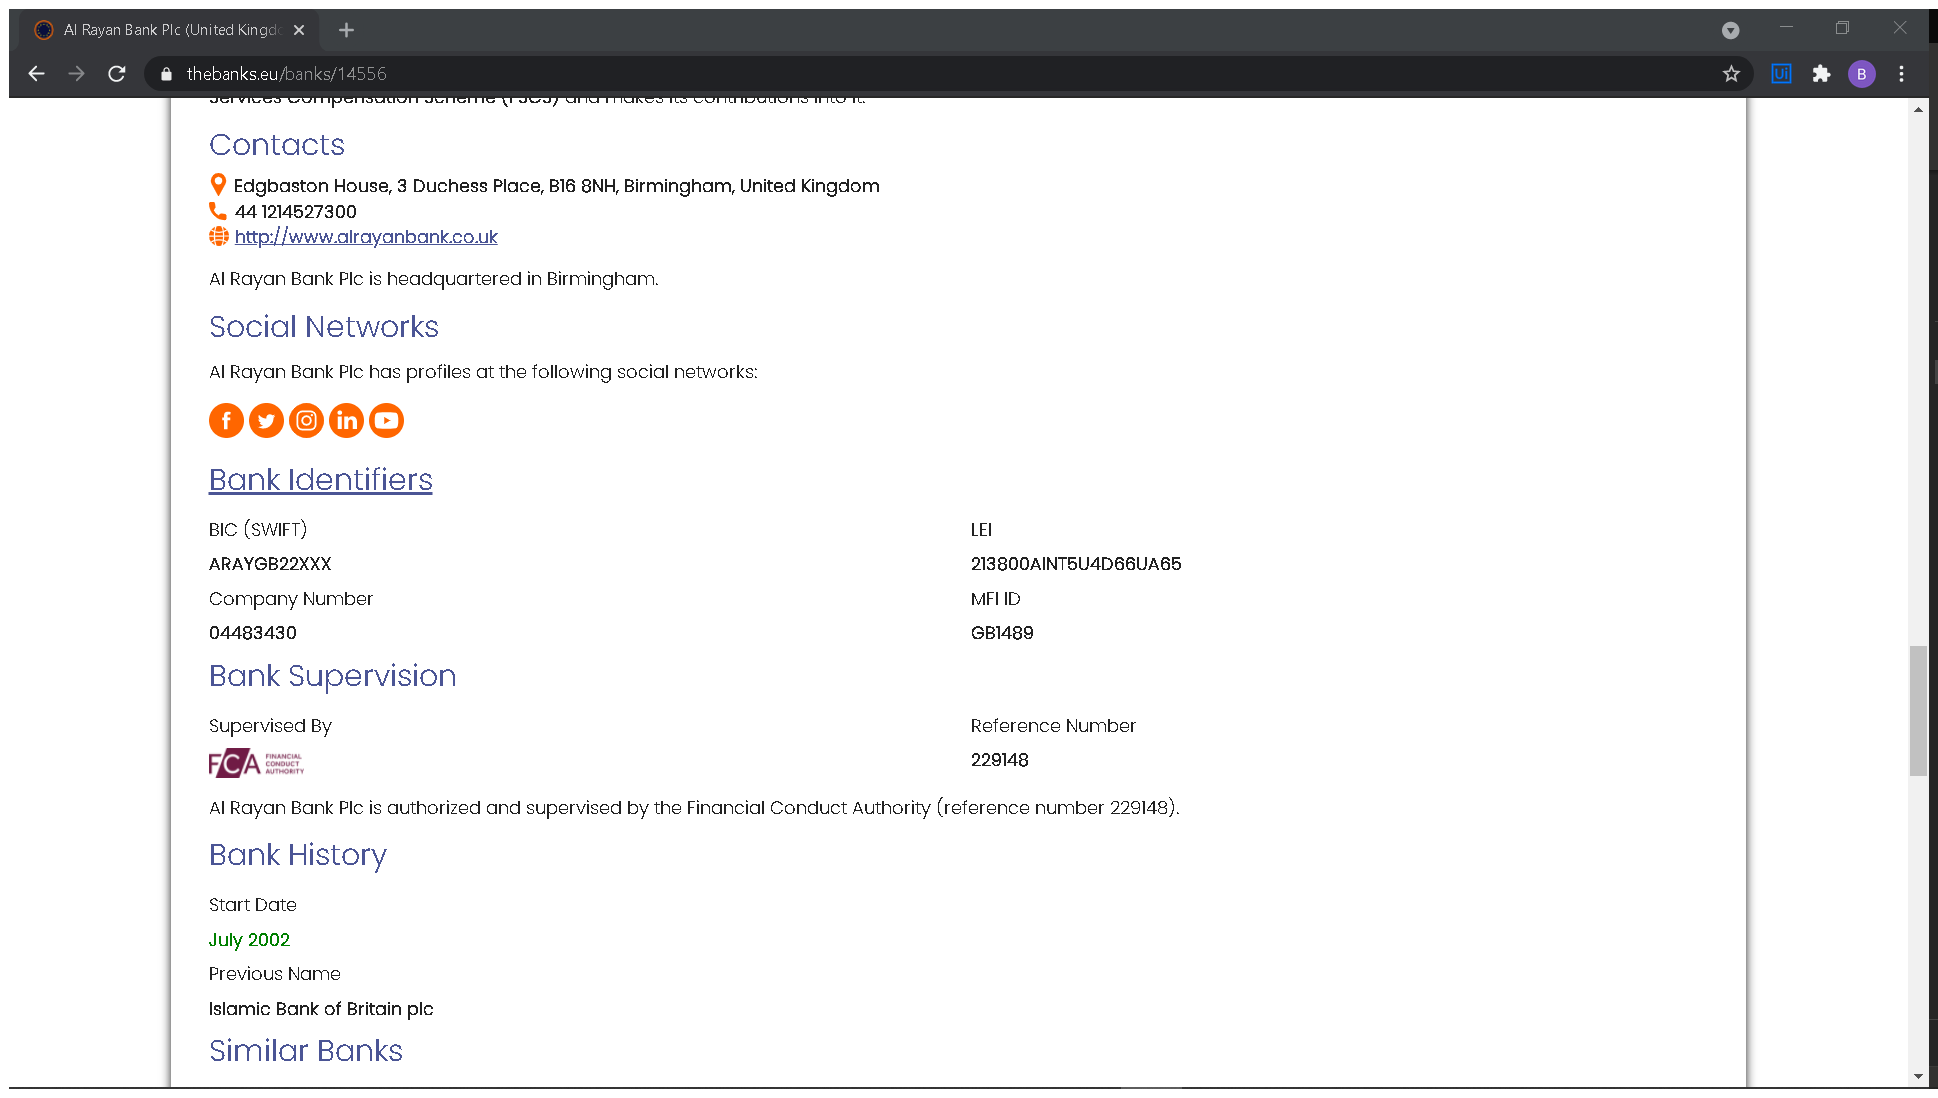 Al Rayan Bank Plc (United Kingdo
thebanks.eu/banks/14556
B
Services Compensation Scheme (FSCS) and makes its contributions into it.
Contacts
Edgbaston House, 3 Duchess Place, B16 8NH, Birmingham, United Kingdom
44 1214527300
http://www.alrayanbank.co.uk
Al Rayan Bank Plc is headquartered in Birmingham.
Social Networks
Al Rayan Bank Plc has profiles at the following social networks:
Bank Identifiers
BIC (SWIFT) LEI
ARAYGB22XXX 213800AINT5U4D66UA65
Company Number MFI ID
04483430 GB1489
Bank Supervision
Supervised By Reference Number
FCA FINANCIAL CONDUCT AUTHORITY 229148
Al Rayan Bank Plc is authorized and supervised by the Financial Conduct Authority (reference number 229148).
Bank History
Start Date
July 2002
Previous Name
Islamic Bank of Britain plc
Similar Banks